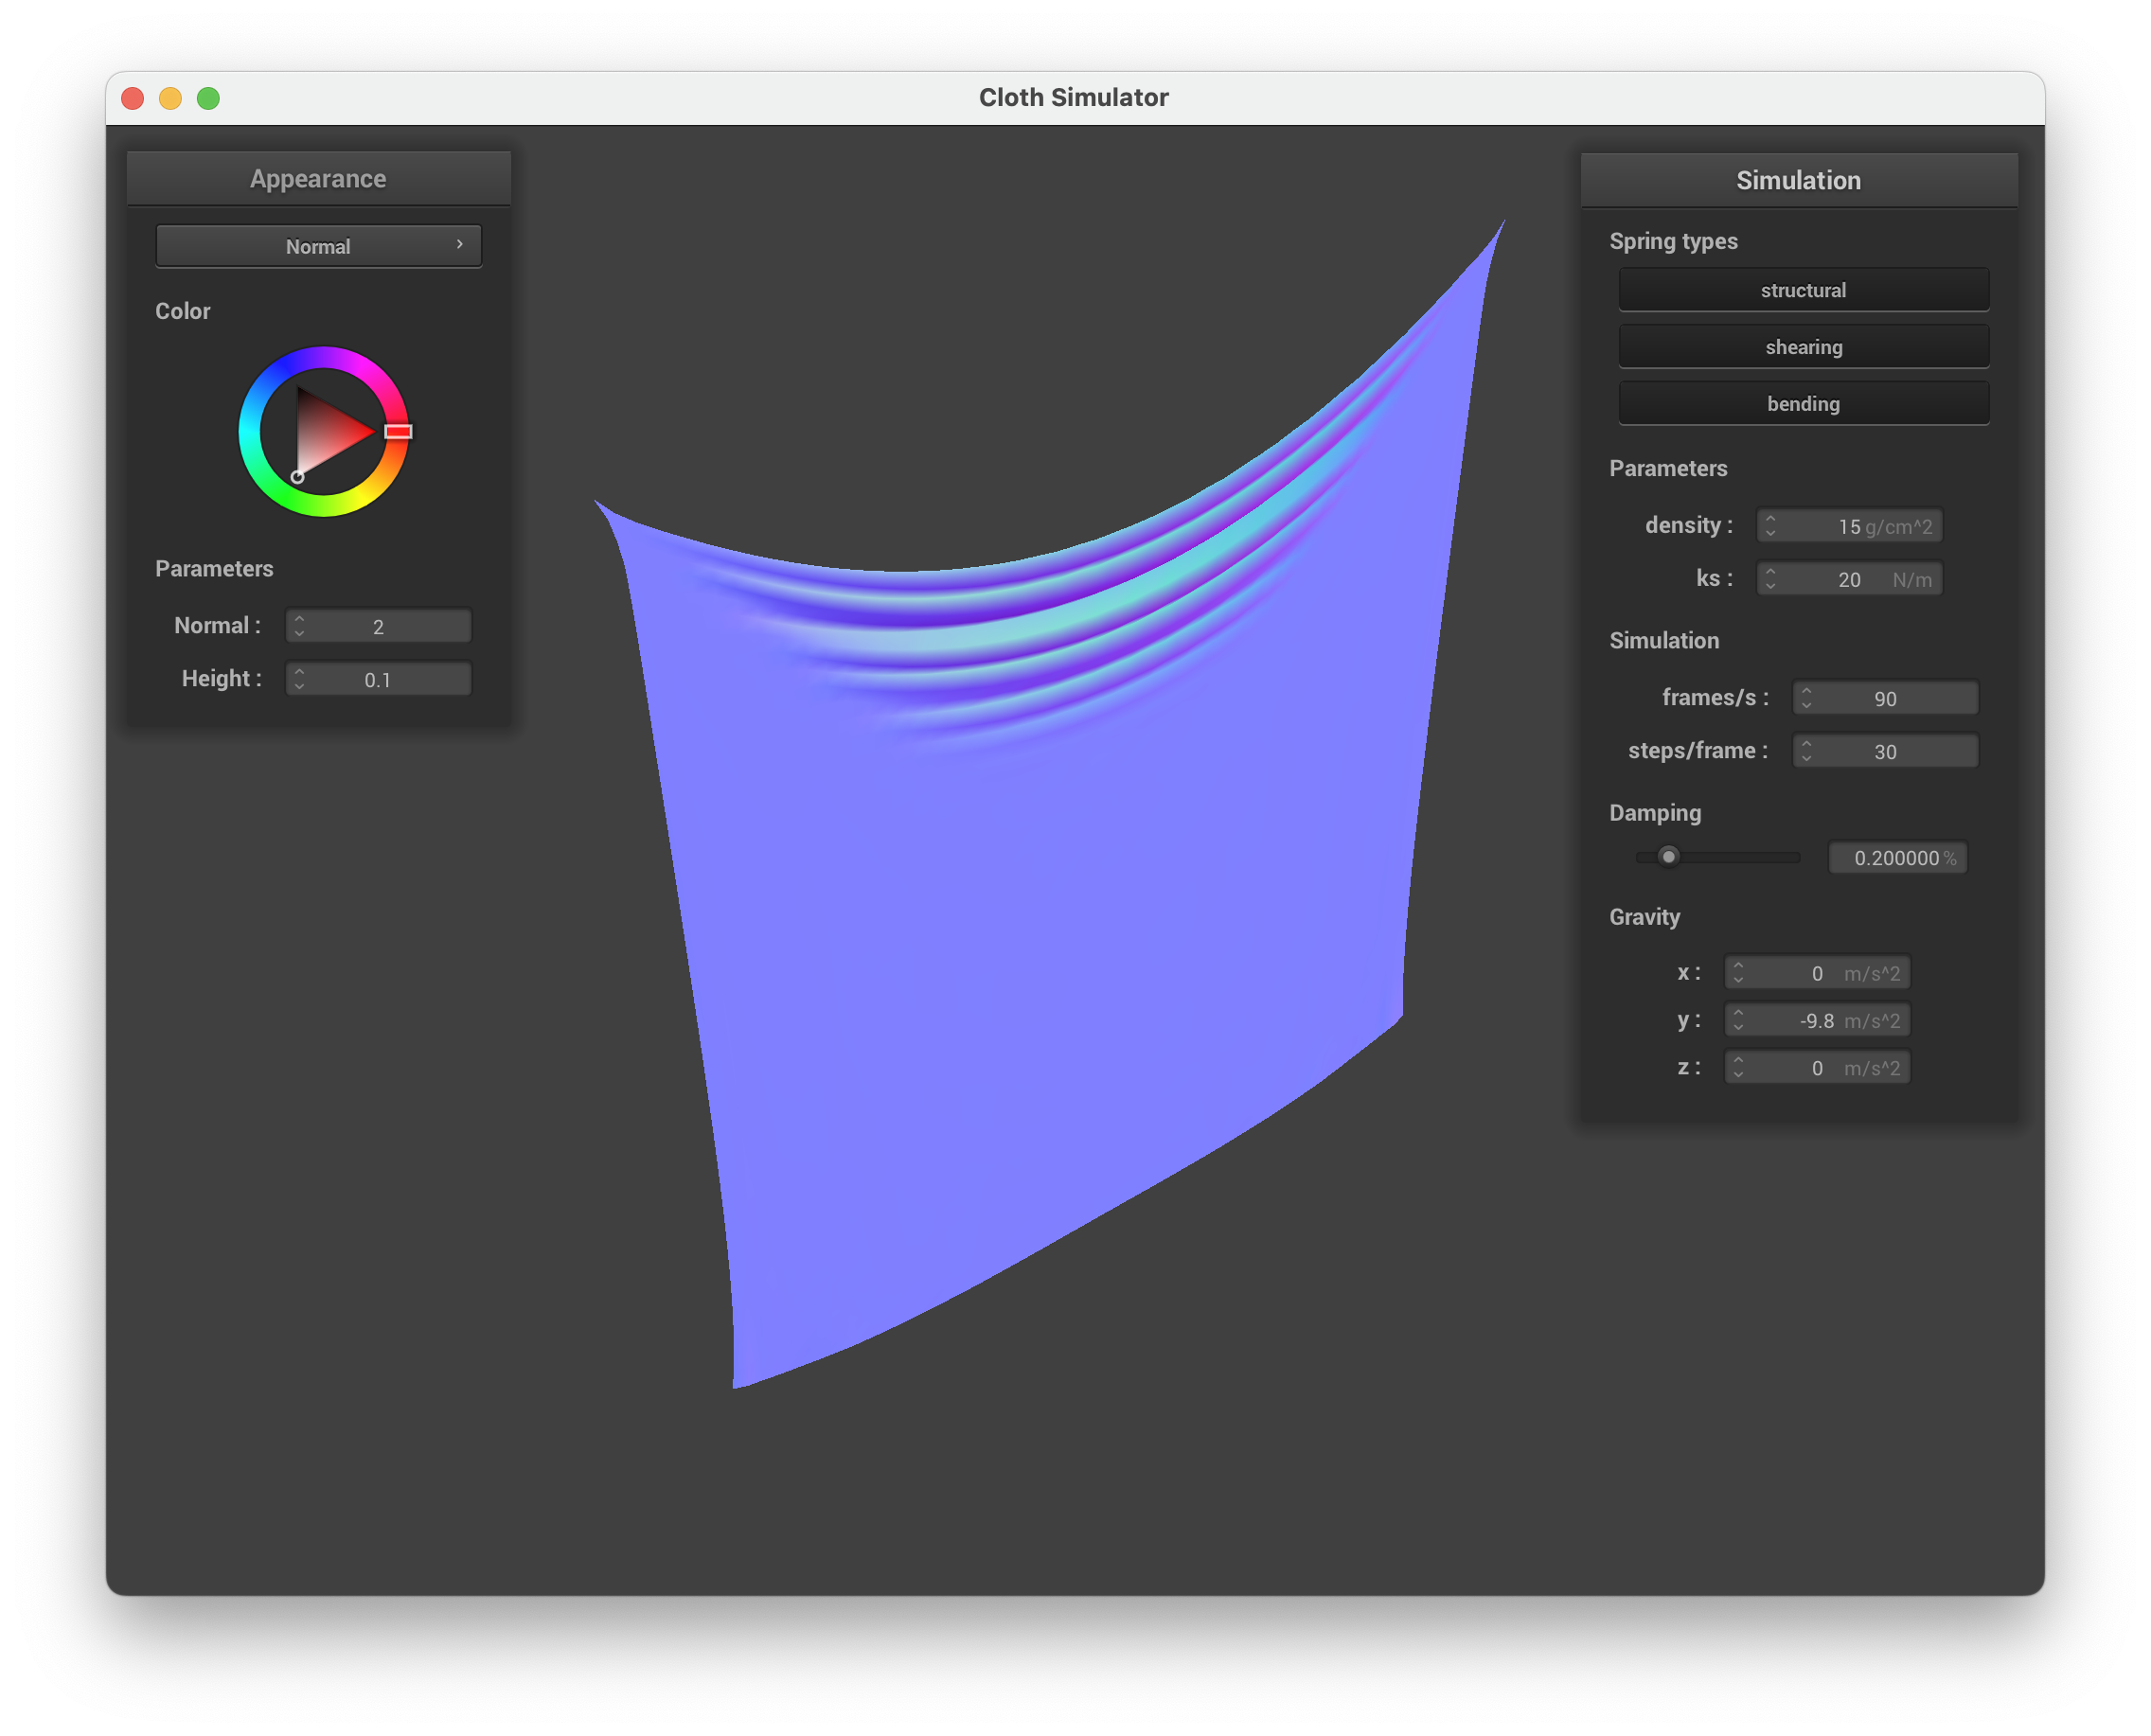 Cloth Simulator
Appearance
Normal
Color
Parameters
Normal : 2
Height : 0.1
Simulation
Spring types
structural
shearing
bending
Parameters
density : 15 g/cm^2
ks : 20 N/m
Simulation
frames/s : 90
steps/frame : 30
Damping
0.200000 %
Gravity
x : 0 m/s^2
y : -9.8 m/s^2
z : 0 m/s^2